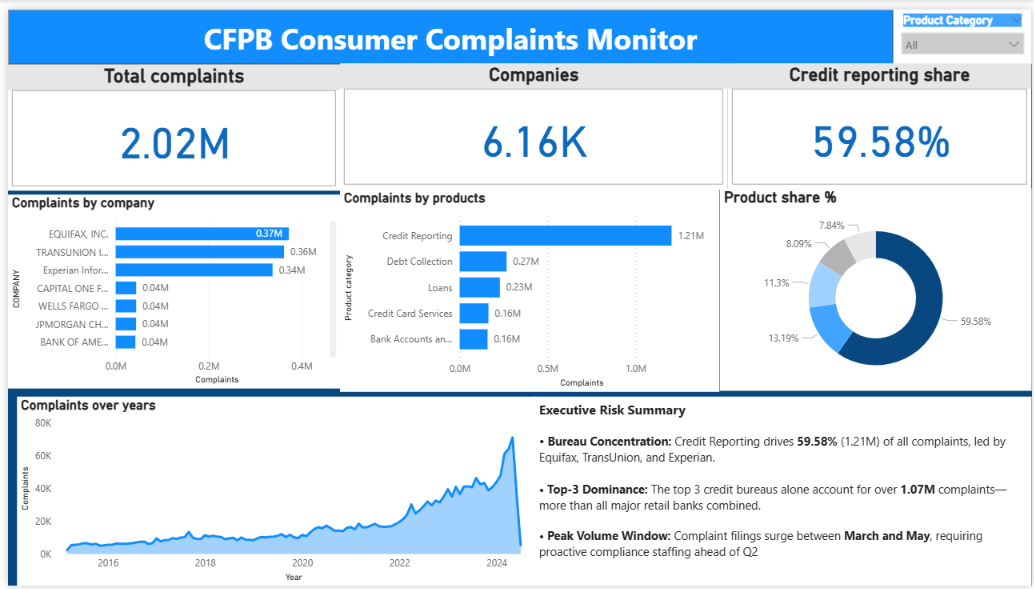 CFPB Consumer Complaints Monitor
Product Category
All
Total complaints
2.02M
Companies
6.16K
Credit reporting share
59.58%
Complaints by company
COMPANY
EQUIFAX, INC.
0.37M
TRANSUNION I...
0.36M
Experian Infor...
0.34M
CAPITAL ONE F...
0.04M
WELLS FARGO ...
0.04M
JPMORGAN CH...
0.04M
BANK OF AME...
0.04M
0.0M
0.2M
0.4M
Complaints
Complaints by products
Product category
Credit Reporting
1.21M
Debt Collection
0.27M
Loans
0.23M
Credit Card Services
0.16M
Bank Accounts an...
0.16M
0.0M
0.5M
1.0M
Complaints
Product share %
7.84%
8.09%
11.3%
13.19%
59.58%
Complaints over years
Complaints
80K
60K
40K
20K
0K
2016
2018
2020
2022
2024
Year
Executive Risk Summary
• Bureau Concentration: Credit Reporting drives 59.58% (1.21M) of all complaints, led by
Equifax, TransUnion, and Experian.
• Top-3 Dominance: The top 3 credit bureaus alone account for over 1.07M complaints—
more than all major retail banks combined.
• Peak Volume Window: Complaint filings surge between March and May, requiring
proactive compliance staffing ahead of Q2